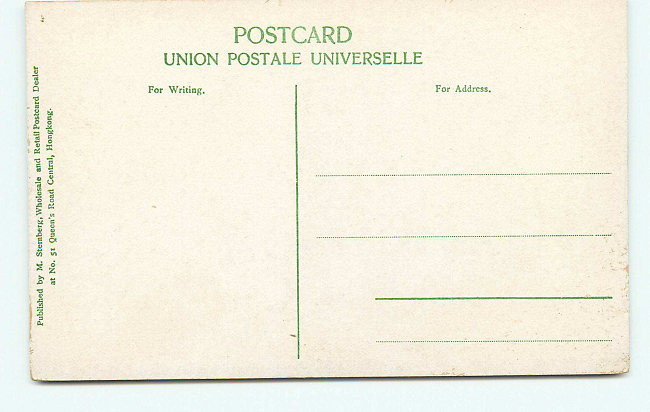 POSTCARD
UNION POSTALE UNIVERSELLE
For Writing.
For Address.
Published by M. Sternberg, Wholesale and Retail Postcard Dealer
at No. 51 Queen's Road Central, Hongkong.